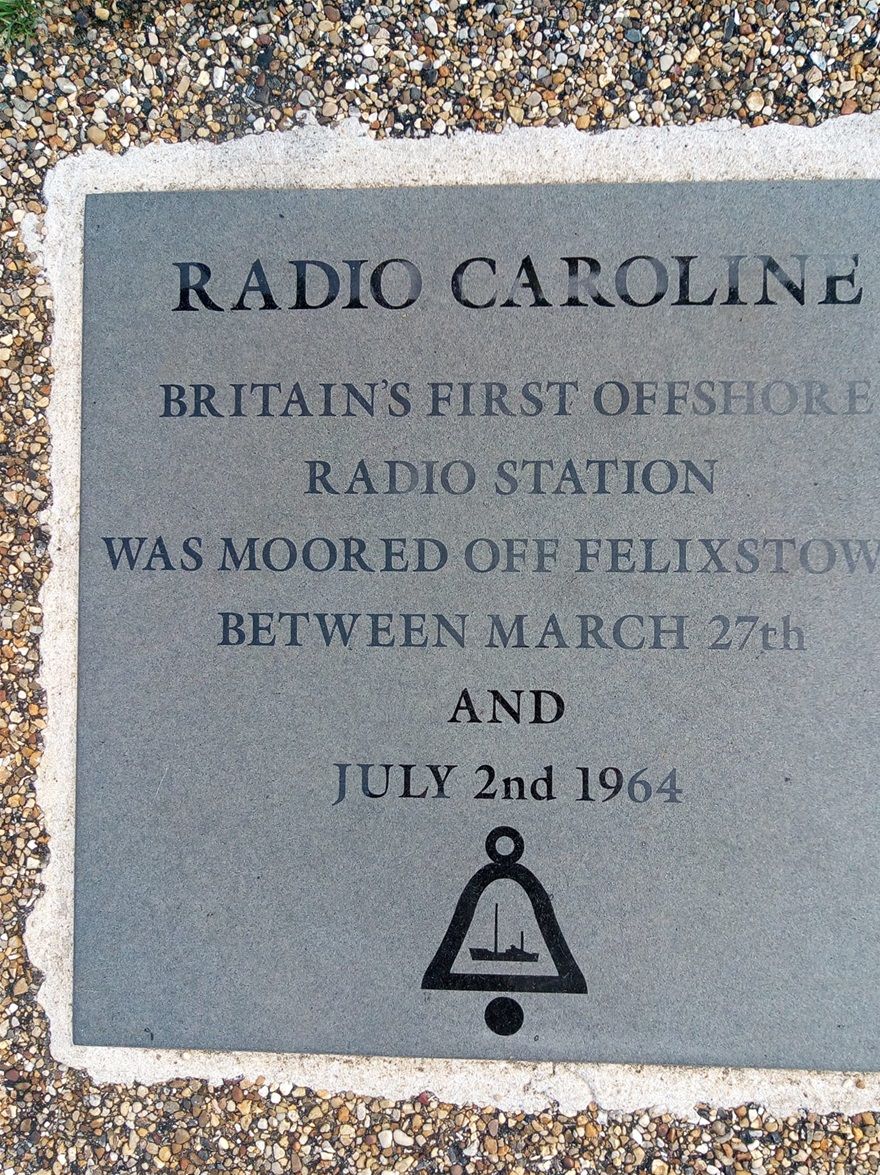 RADIO CAROLINE
BRITAIN'S FIRST OFFSHORE
RADIO STATION
WAS MOORED OFF FELIXSTOW
BETWEEN MARCH 27th
AND
JULY 2nd 1964